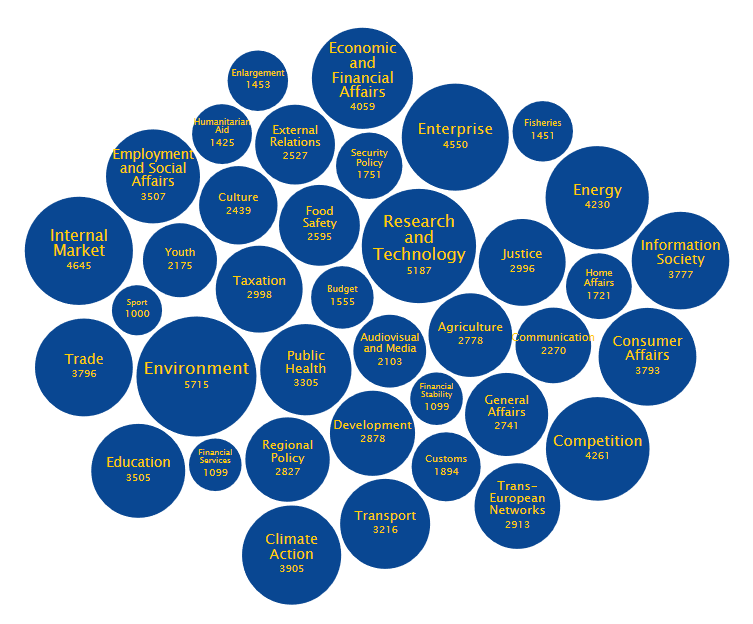 Economic
and
Financial
Affairs
4059
Enlargement
1453
Enterprise
4550
Fisheries
1451
Humanitarian
Aid
1425
External
Relations
2527
Security
Policy
1751
Employment
and Social
Affairs
3507
Culture
2439
Food
Safety
2595
Energy
4230
Research
and
Technology
5187
Internal
Market
4645
Youth
2175
Justice
2996
Information
Society
3777
Taxation
2998
Budget
1555
Home
Affairs
1721
Sport
1000
Agriculture
2778
Communication
2270
Consumer
Affairs
3793
Trade
3796
Environment
5715
Public
Health
3305
Audiovisual
and Media
2103
Financial
Stability
1099
General
Affairs
2741
Development
2878
Competition
4261
Education
3505
Financial
Services
1099
Regional
Policy
2827
Customs
1894
Trans-
European
Networks
2913
Transport
3216
Climate
Action
3905